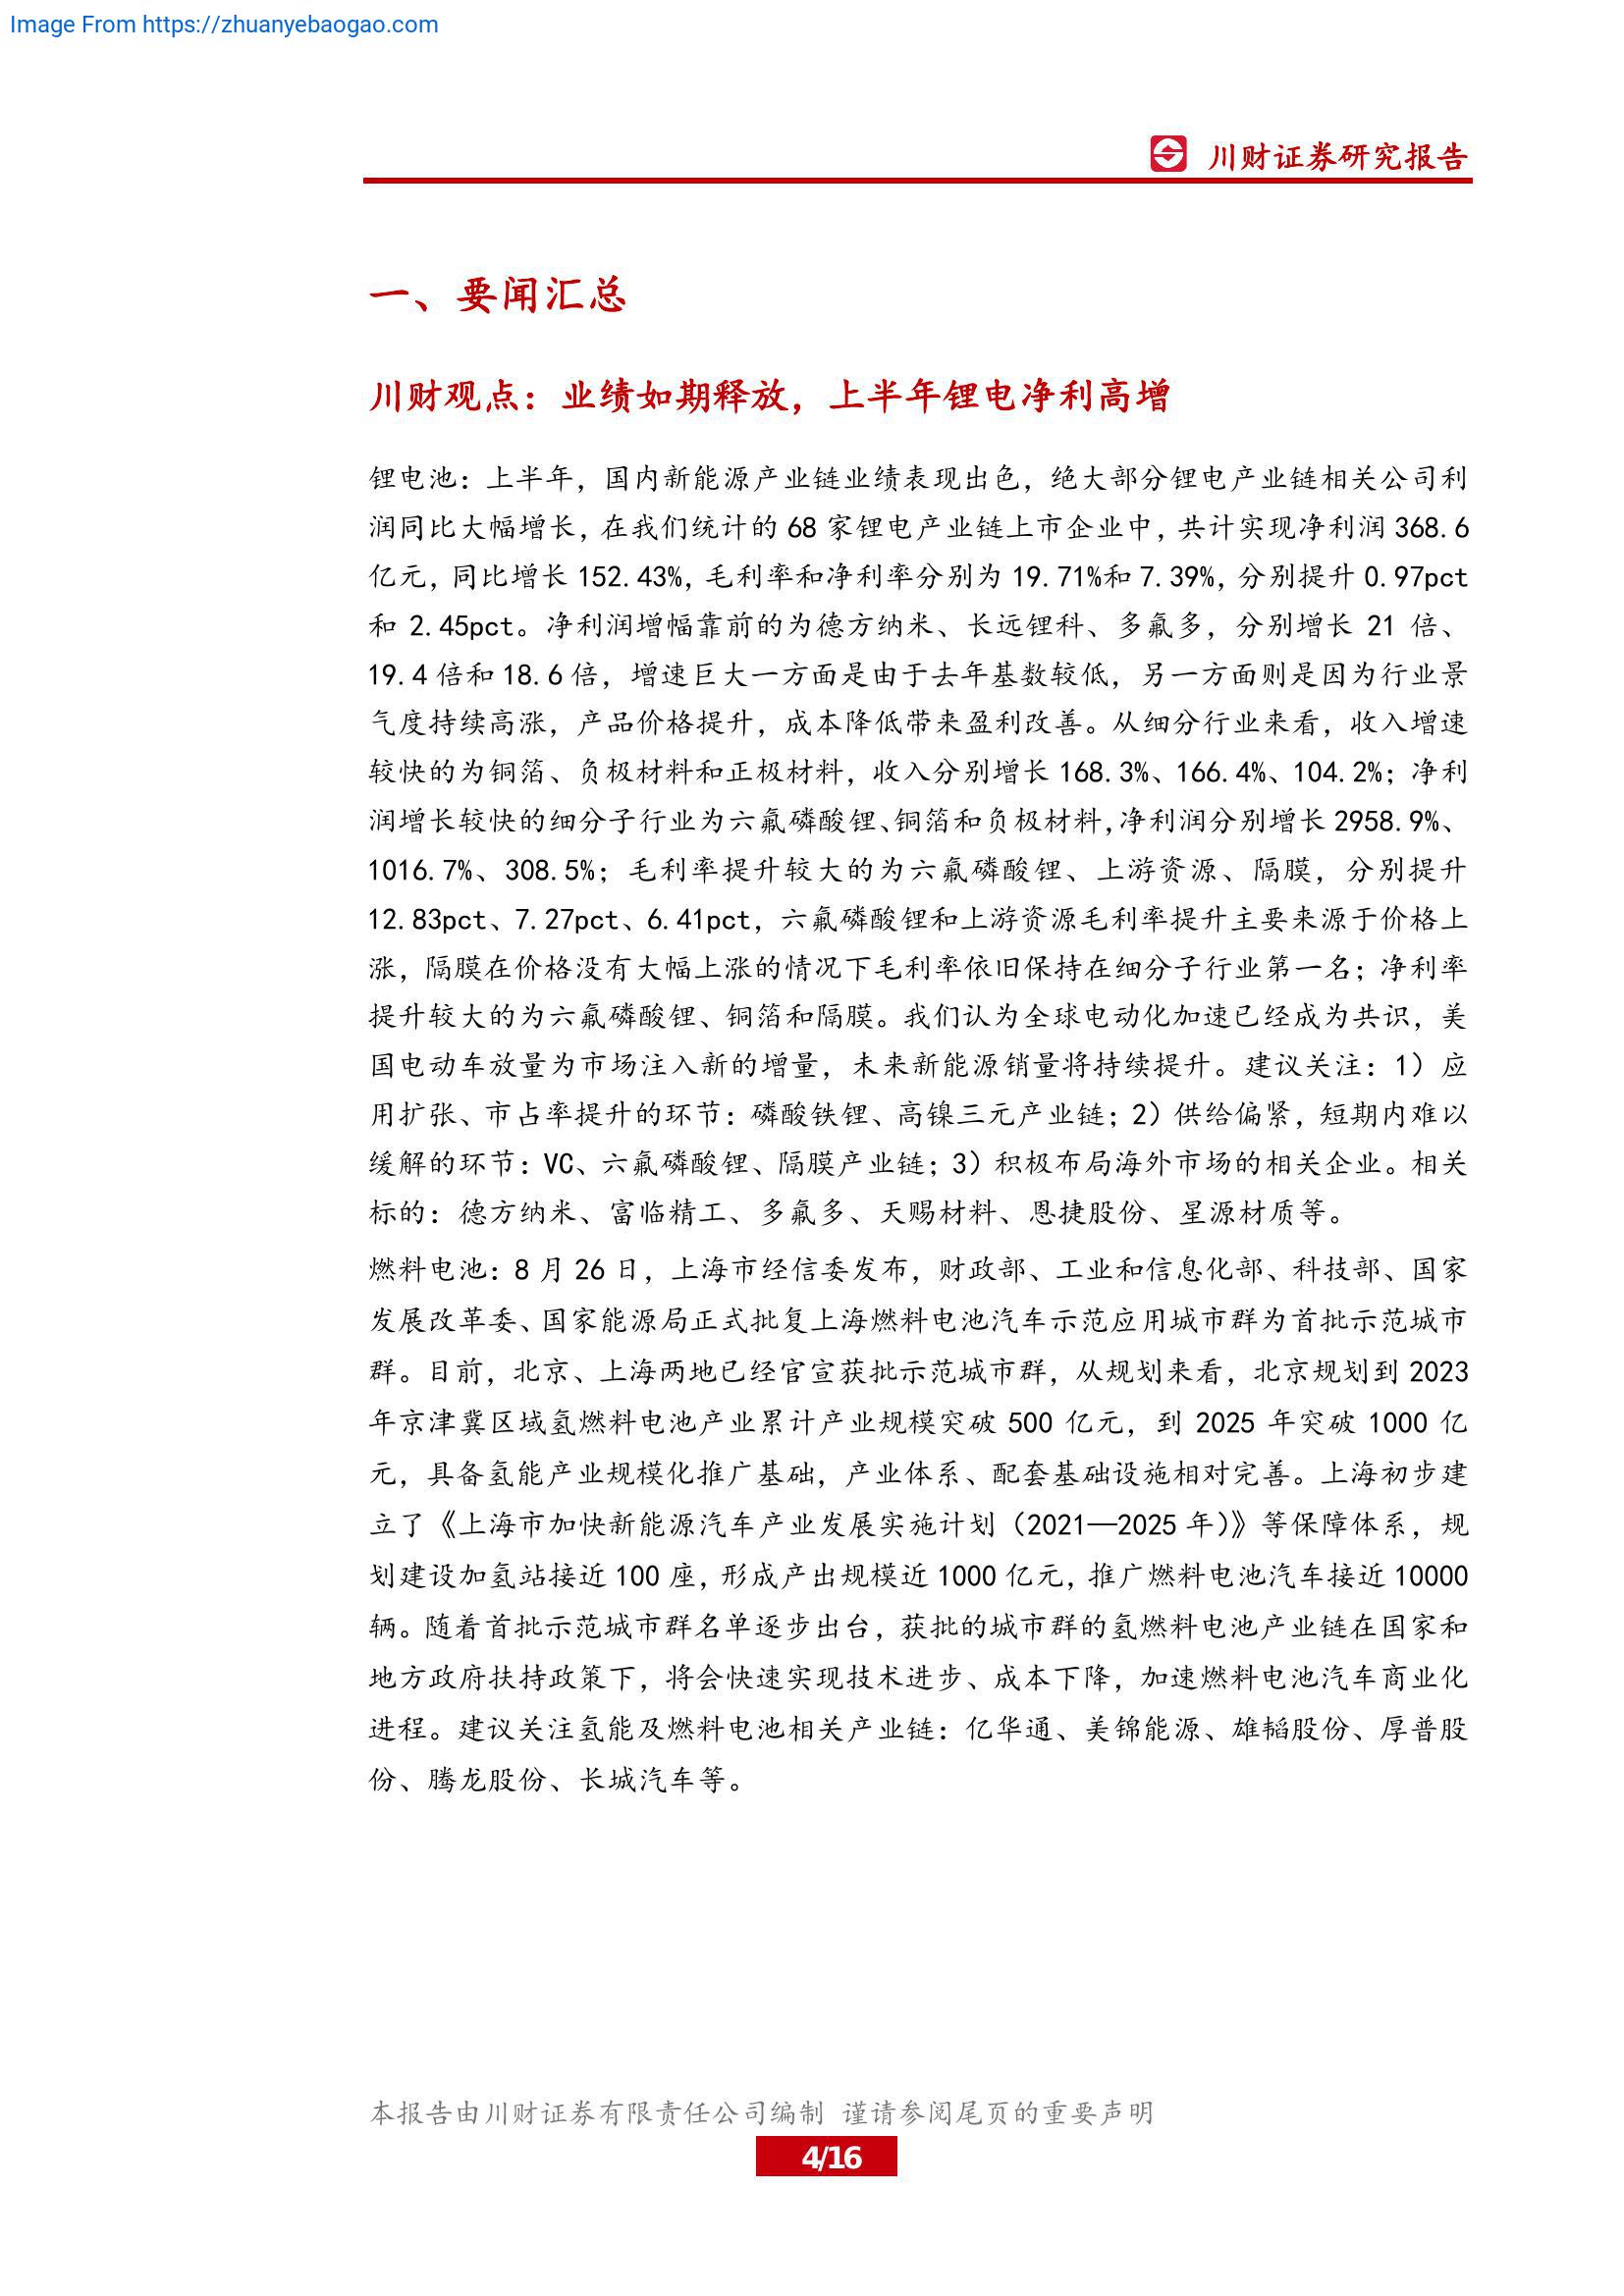 Image From https://zhuanyebaogao.com
川财证券研究报告
一、要闻汇总
川财观点：业绩如期释放，上半年锂电净利高增
锂电池：上半年，国内新能源产业链业绩表现出色，绝大部分锂电产业链相关公司利
润同比大幅增长，在我们统计的 68 家锂电产业链上市企业中，共计实现净利润 368.6
亿元，同比增长 152.43%，毛利率和净利率分别为 19.71%和 7.39%，分别提升 0.97pct
和 2.45pct。净利润增幅靠前的为德方纳米、长远锂科、多氟多，分别增长 21 倍、
19.4 倍和 18.6 倍，增速巨大一方面是由于去年基数较低，另一方面则是因为行业景
气度持续高涨，产品价格提升，成本降低带来盈利改善。从细分行业来看，收入增速
较快的为铜箔、负极材料和正极材料，收入分别增长 168.3%、166.4%、104.2%；净利
润增长较快的细分子行业为六氟磷酸锂、铜箔和负极材料，净利润分别增长 2958.9%、
1016.7%、308.5%；毛利率提升较大的为六氟磷酸锂、上游资源、隔膜，分别提升
12.83pct、7.27pct、6.41pct，六氟磷酸锂和上游资源毛利率提升主要来源于价格上
涨，隔膜在价格没有大幅上涨的情况下毛利率依旧保持在细分子行业第一名；净利率
提升较大的为六氟磷酸锂、铜箔和隔膜。我们认为全球电动化加速已经成为共识，美
国电动车放量为市场注入新的增量，未来新能源销量将持续提升。建议关注：1）应
用扩张、市占率提升的环节：磷酸铁锂、高镍三元产业链；2）供给偏紧，短期内难以
缓解的环节：VC、六氟磷酸锂、隔膜产业链；3）积极布局海外市场的相关企业。相关
标的：德方纳米、富临精工、多氟多、天赐材料、恩捷股份、星源材质等。
燃料电池：8 月 26 日，上海市经信委发布，财政部、工业和信息化部、科技部、国家
发展改革委、国家能源局正式批复上海燃料电池汽车示范应用城市群为首批示范城市
群。目前，北京、上海两地已经官宣获批示范城市群，从规划来看，北京规划到 2023
年京津冀区域氢燃料电池产业累计产业规模突破 500 亿元，到 2025 年突破 1000 亿
元，具备氢能产业规模化推广基础，产业体系、配套基础设施相对完善。上海初步建
立了《上海市加快新能源汽车产业发展实施计划（2021—2025 年）》等保障体系，规
划建设加氢站接近 100 座，形成产出规模近 1000 亿元，推广燃料电池汽车接近 10000
辆。随着首批示范城市群名单逐步出台，获批的城市群的氢燃料电池产业链在国家和
地方政府扶持政策下，将会快速实现技术进步、成本下降，加速燃料电池汽车商业化
进程。建议关注氢能及燃料电池相关产业链：亿华通、美锦能源、雄韬股份、厚普股
份、腾龙股份、长城汽车等。
本报告由川财证券有限责任公司编制 谨请参阅尾页的重要声明
4/16